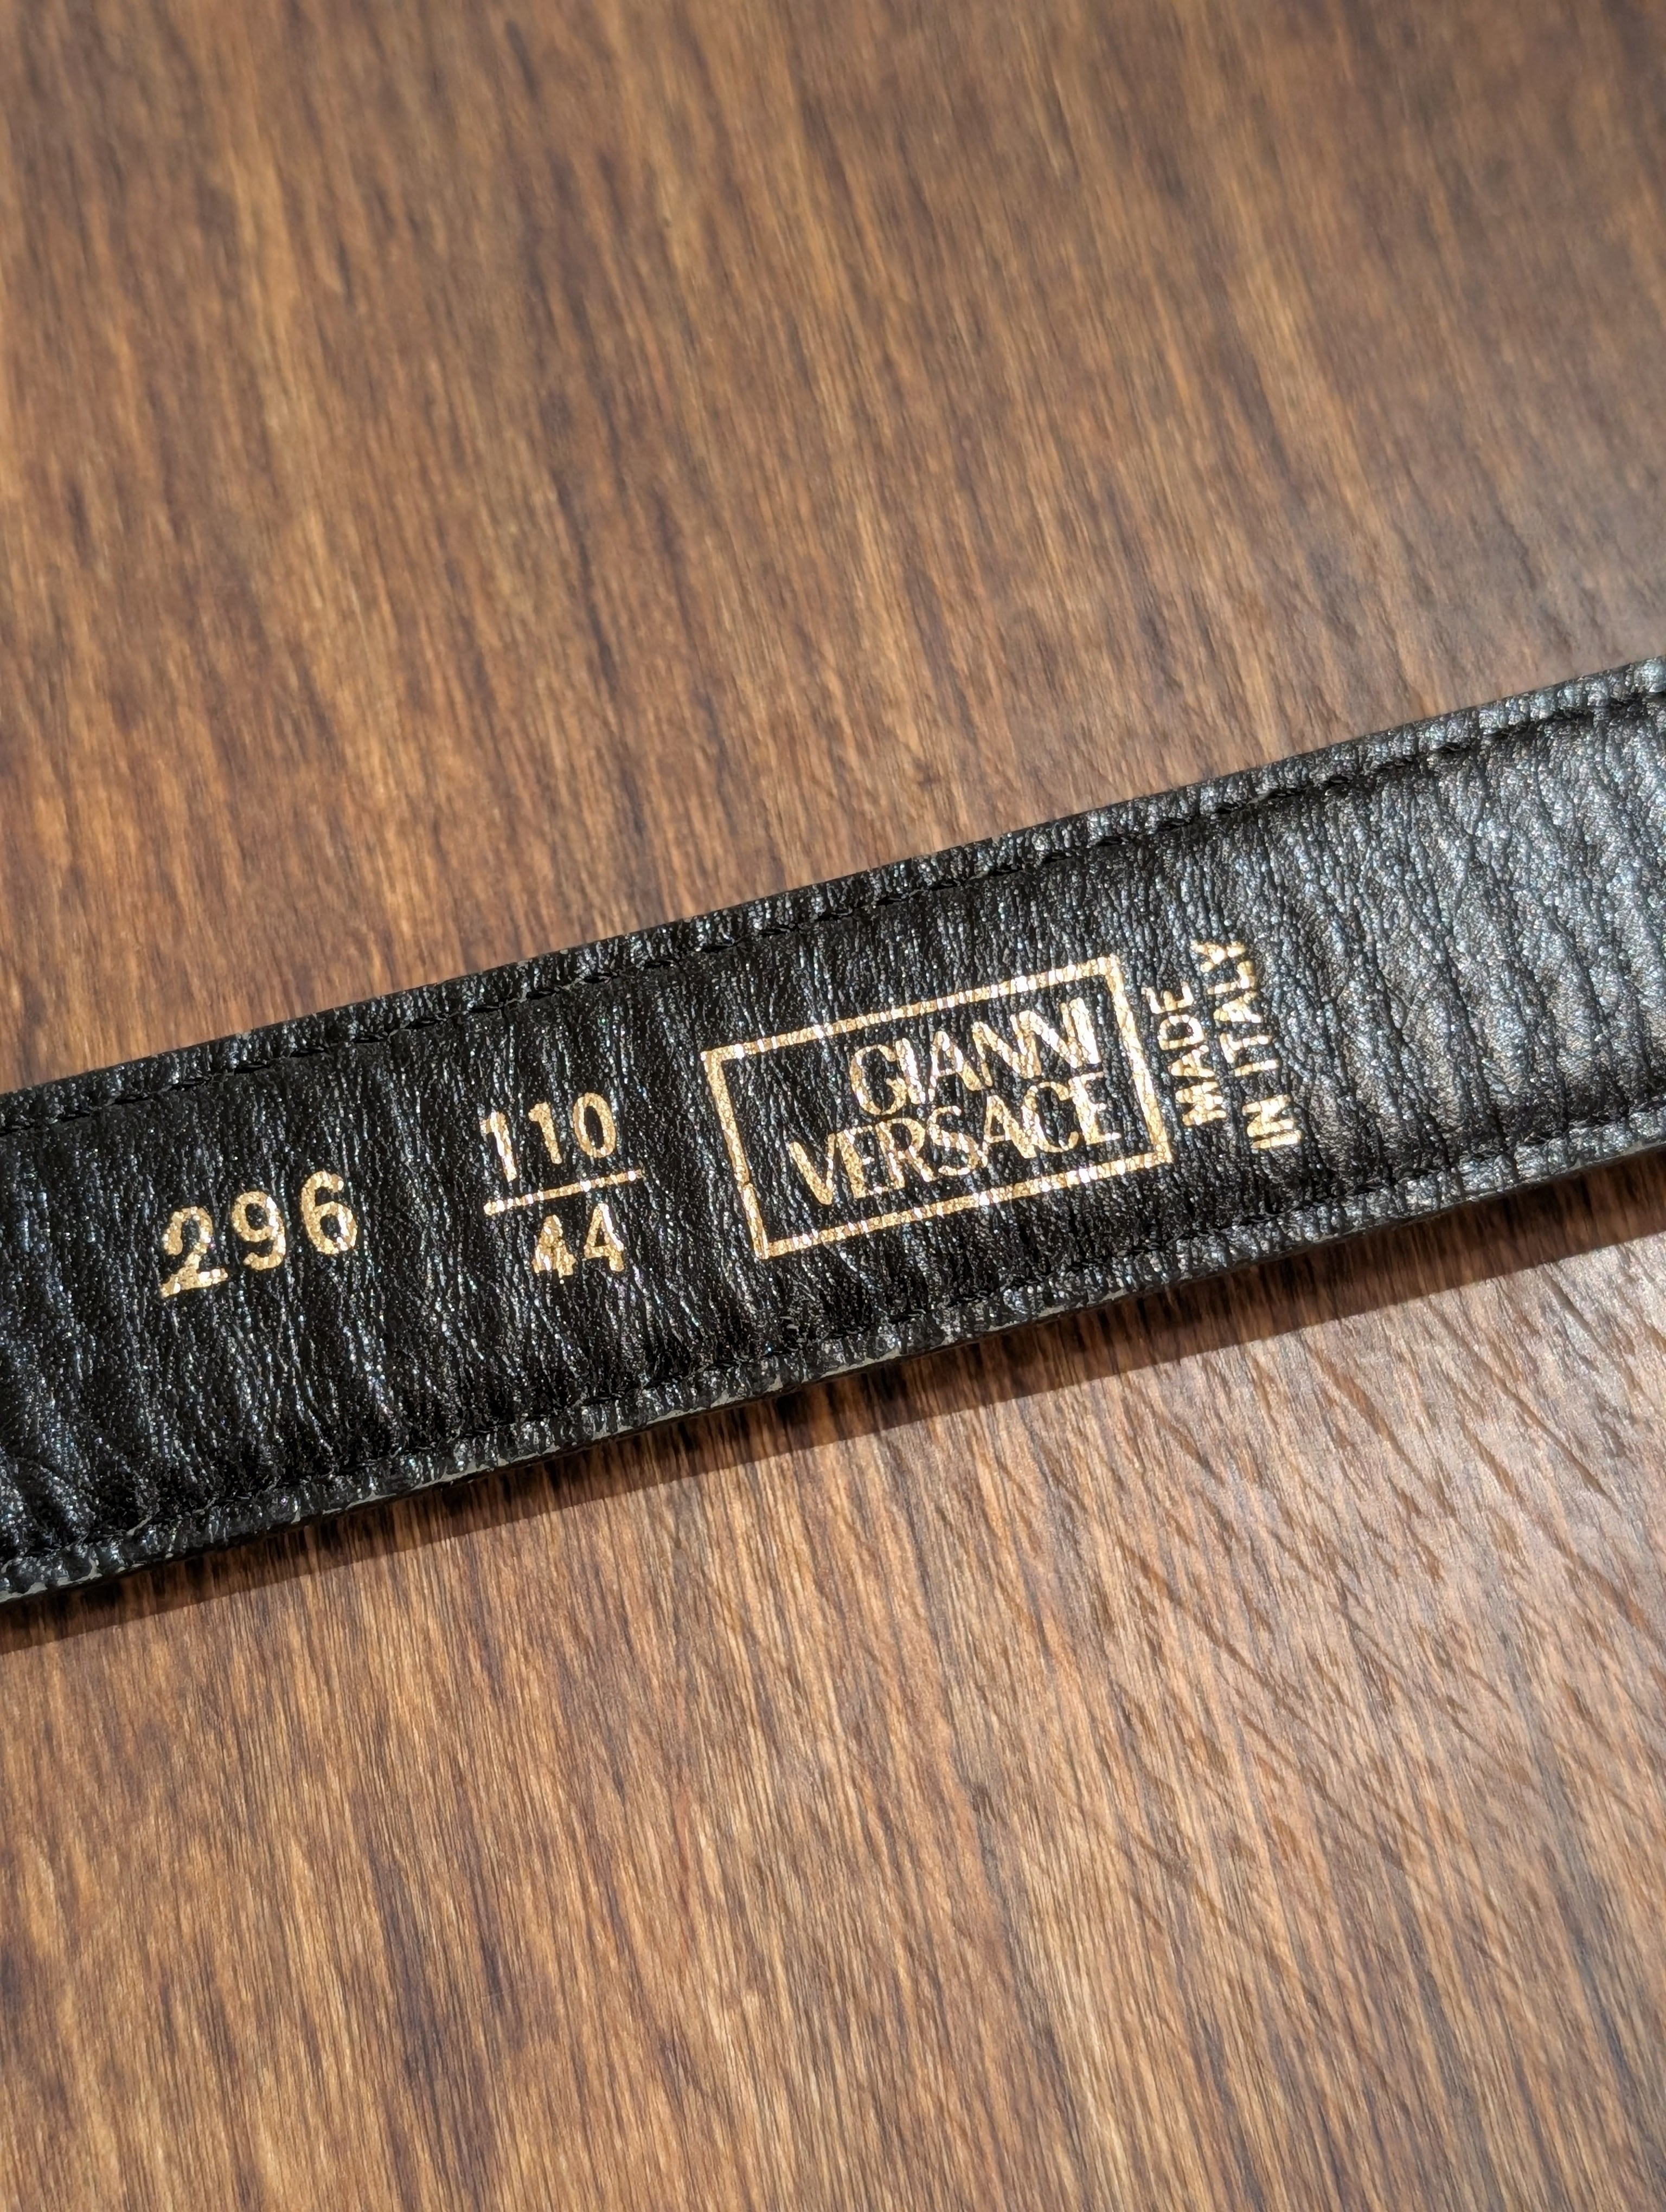 296
110
44
GIANNI
VERSACE
MADE
IN ITALY